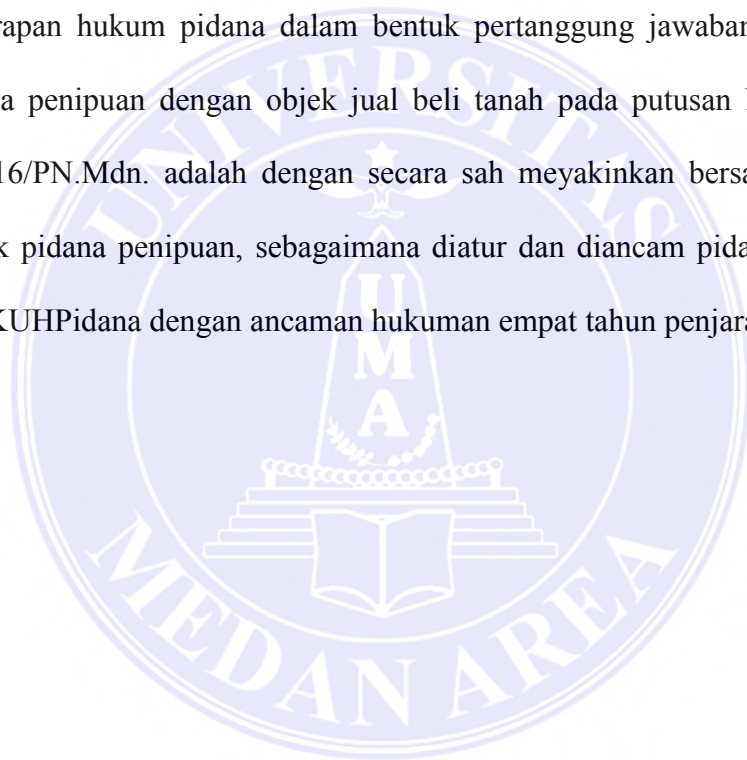 rapan hukum pidana dalam bentuk pertanggung jawaban
a penipuan dengan objek jual beli tanah pada putusan
16/PN.Mdn. adalah dengan secara sah meyakinkan bersa
k pidana penipuan, sebagaimana diatur dan diancam pida
KUHPidana dengan ancaman hukuman empat tahun penjara
UNIVERSITAS
UMA
MEDAN AREA